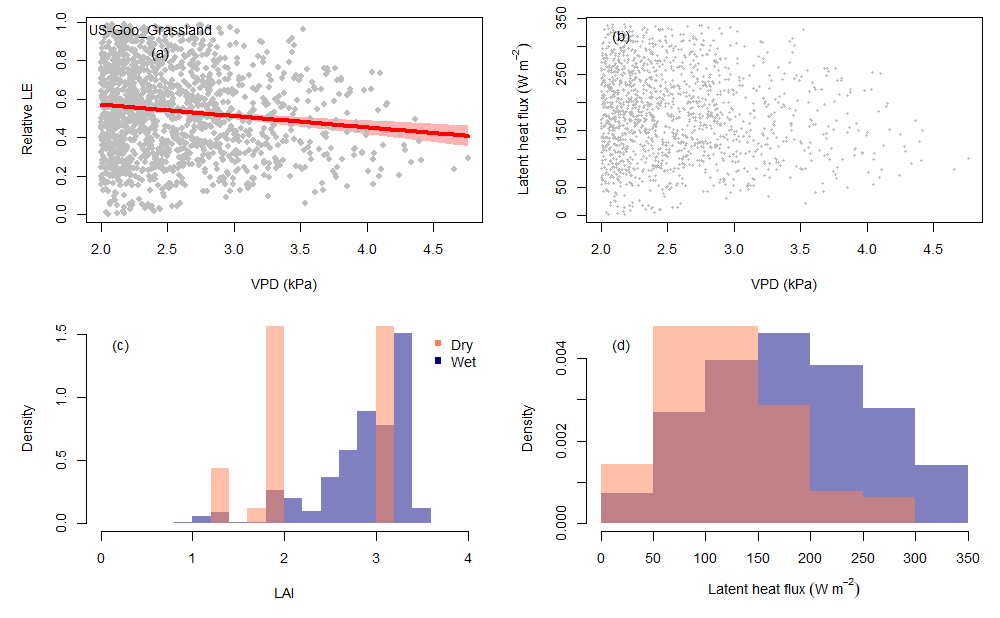 US-Goo_Grassland
(a)
Relative LE
0.0 0.2 0.4 0.6 0.8 1.0
2.0 2.5 3.0 3.5 4.0 4.5
VPD (kPa)
(b)
Latent heat flux (W m−2)
0 50 150 250 350
2.0 2.5 3.0 3.5 4.0 4.5
VPD (kPa)
(c)
Dry
Wet
Density
0.0 0.5 1.0 1.5
0 1 2 3 4
LAI
(d)
Density
0.000 0.002 0.004
0 50 100 150 200 250 300 350
Latent heat flux (W m−2)